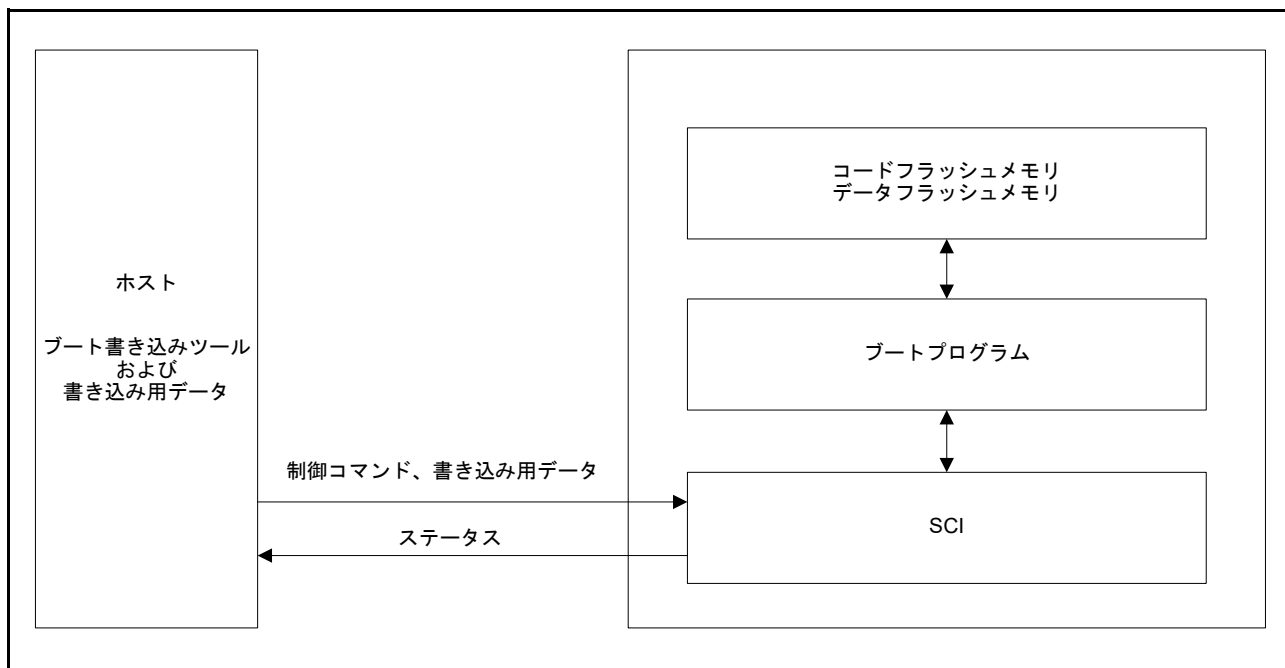 ホスト
ブート書き込みツール
および
書き込み用データ
制御コマンド、書き込み用データ
ステータス
コードフラッシュメモリ
データフラッシュメモリ
ブートプログラム
SCI